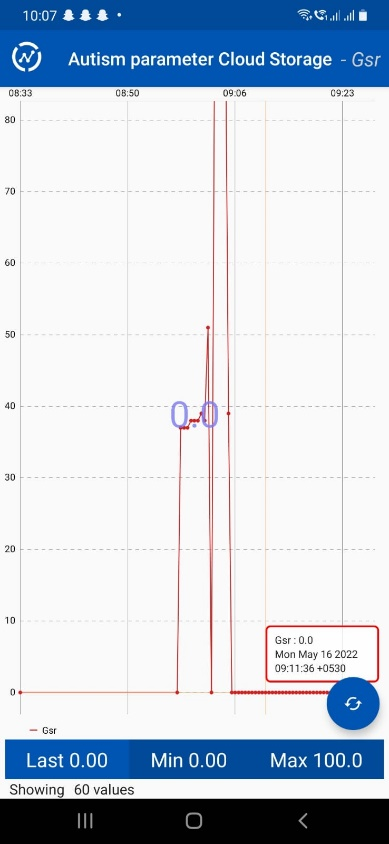 10:07
Autism parameter Cloud Storage - Gsr
08:33 08:50 09:06 09:23
80
70
60
50
40
0.0
30
20
10
Gsr : 0.0
Mon May 16 2022
09:11:36 +0530
0
Gsr
Last 0.00 Min 0.00 Max 100.0
Showing 60 values